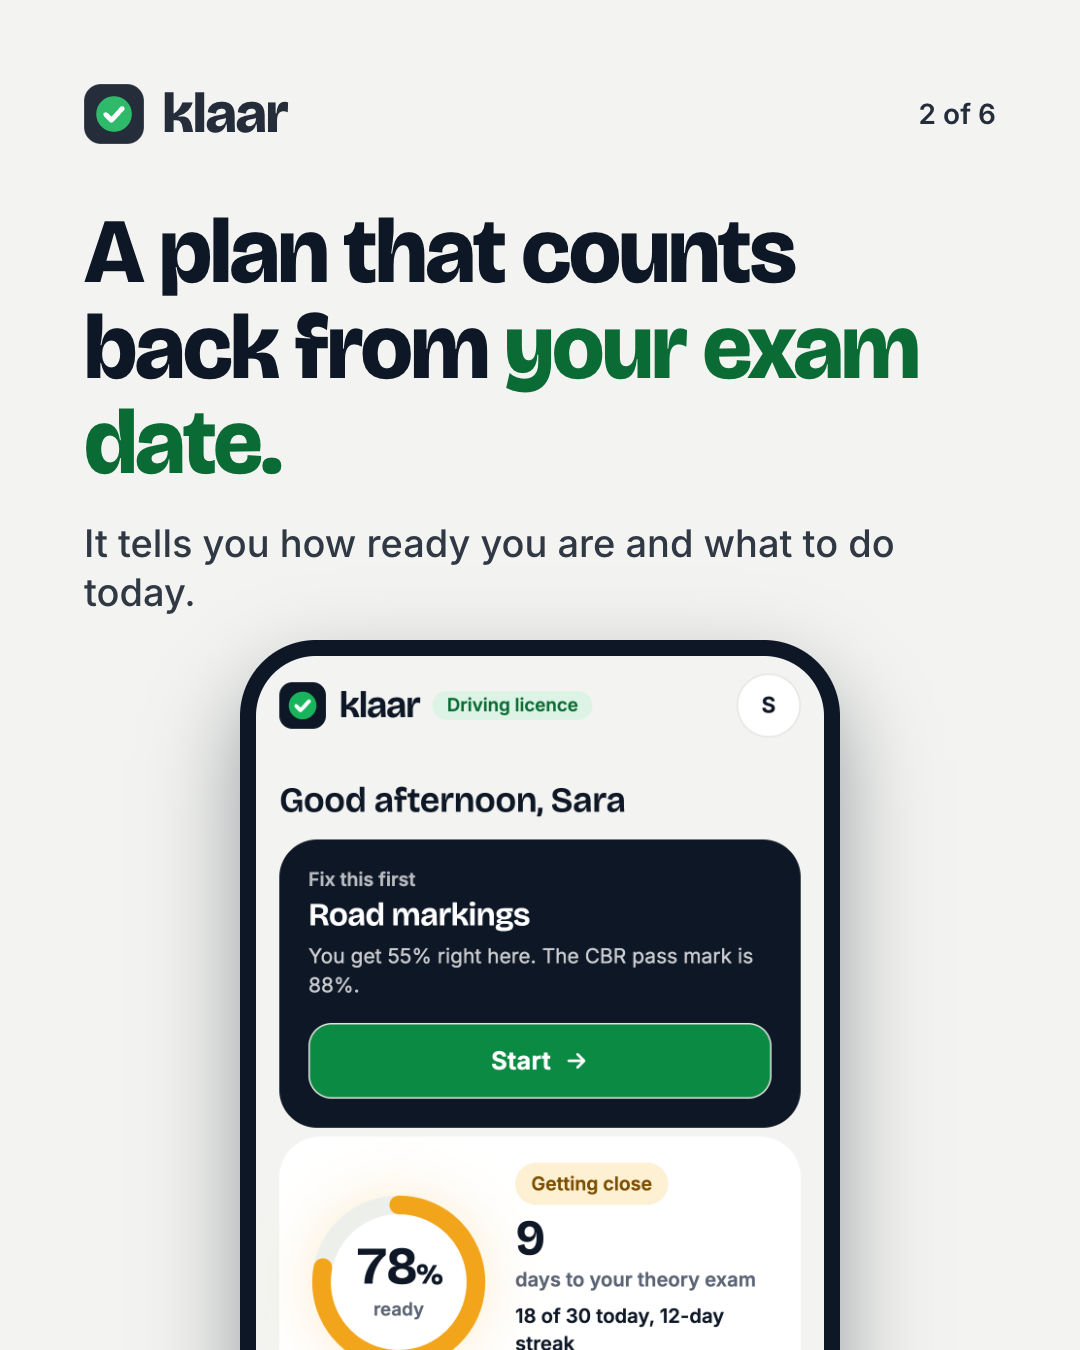 klaar
2 of 6
A plan that counts
back from your exam
date.
It tells you how ready you are and what to do
today.
klaar
Driving licence
S
Good afternoon, Sara
Fix this first
Road markings
You get 55% right here. The CBR pass mark is
88%.
Start →
Getting close
9
days to your theory exam
18 of 30 today, 12-day
streak
78%
ready